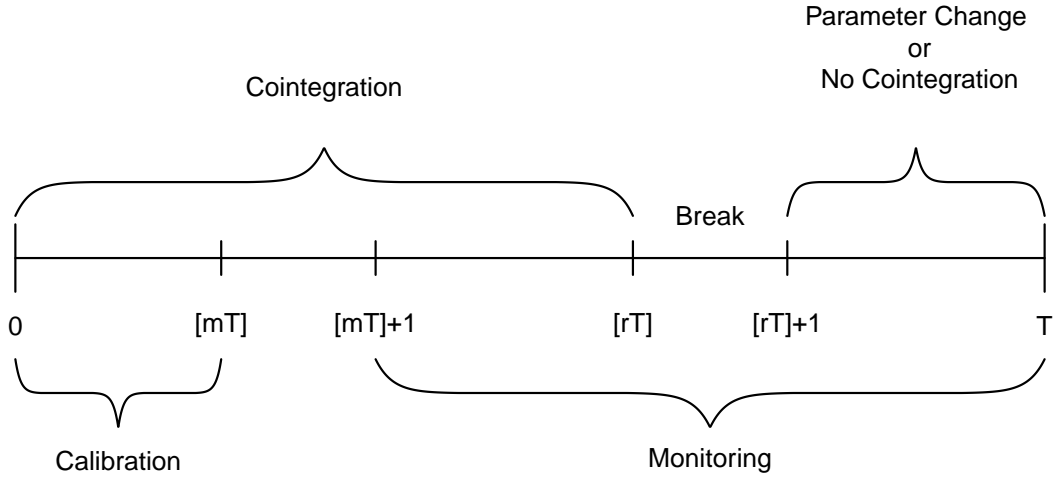 Parameter Change
or
No Cointegration
Cointegration
Break
0 [mT] [mT]+1 [rT] [rT]+1 T
Calibration
Monitoring